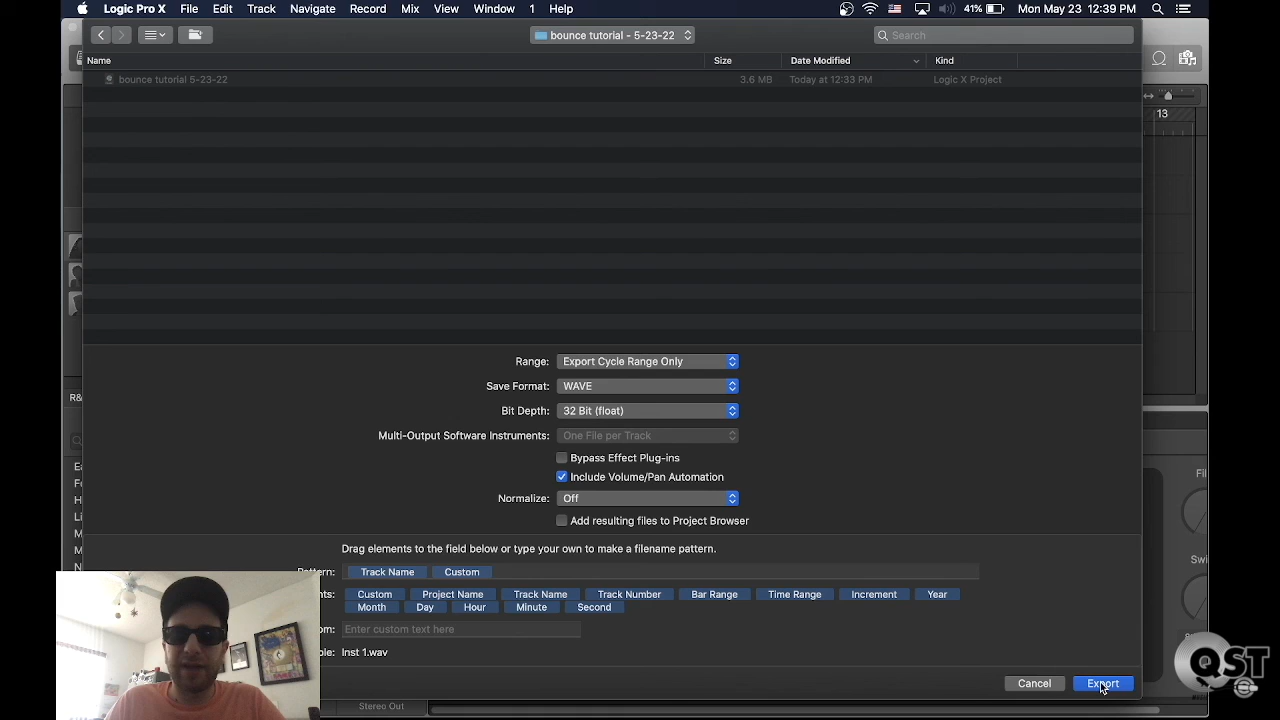 Logic Pro X File Edit Track Navigate Record Mix View Window 1 Help 41% Mon May 23 12:39 PM
bounce tutorial - 5-23-22 Search
Name Size Date Modified Kind
bounce tutorial 5-23-22 3.6 MB Today at 12:33 PM Logic X Project
13
Range: Export Cycle Range Only
Save Format: WAVE
R&
Bit Depth: 32 Bit (float)
Multi-Output Software Instruments: One File per Track
Bypass Effect Plug-ins
Include Volume/Pan Automation
Normalize: Off
Add resulting files to Project Browser
Drag elements to the field below or type your own to make a filename pattern.
Track Name Custom
Custom Project Name Track Name Track Number Bar Range Time Range Increment Year
Month Day Hour Minute Second
Enter custom text here
Inst 1.wav
Cancel Export
Stereo Out
QST